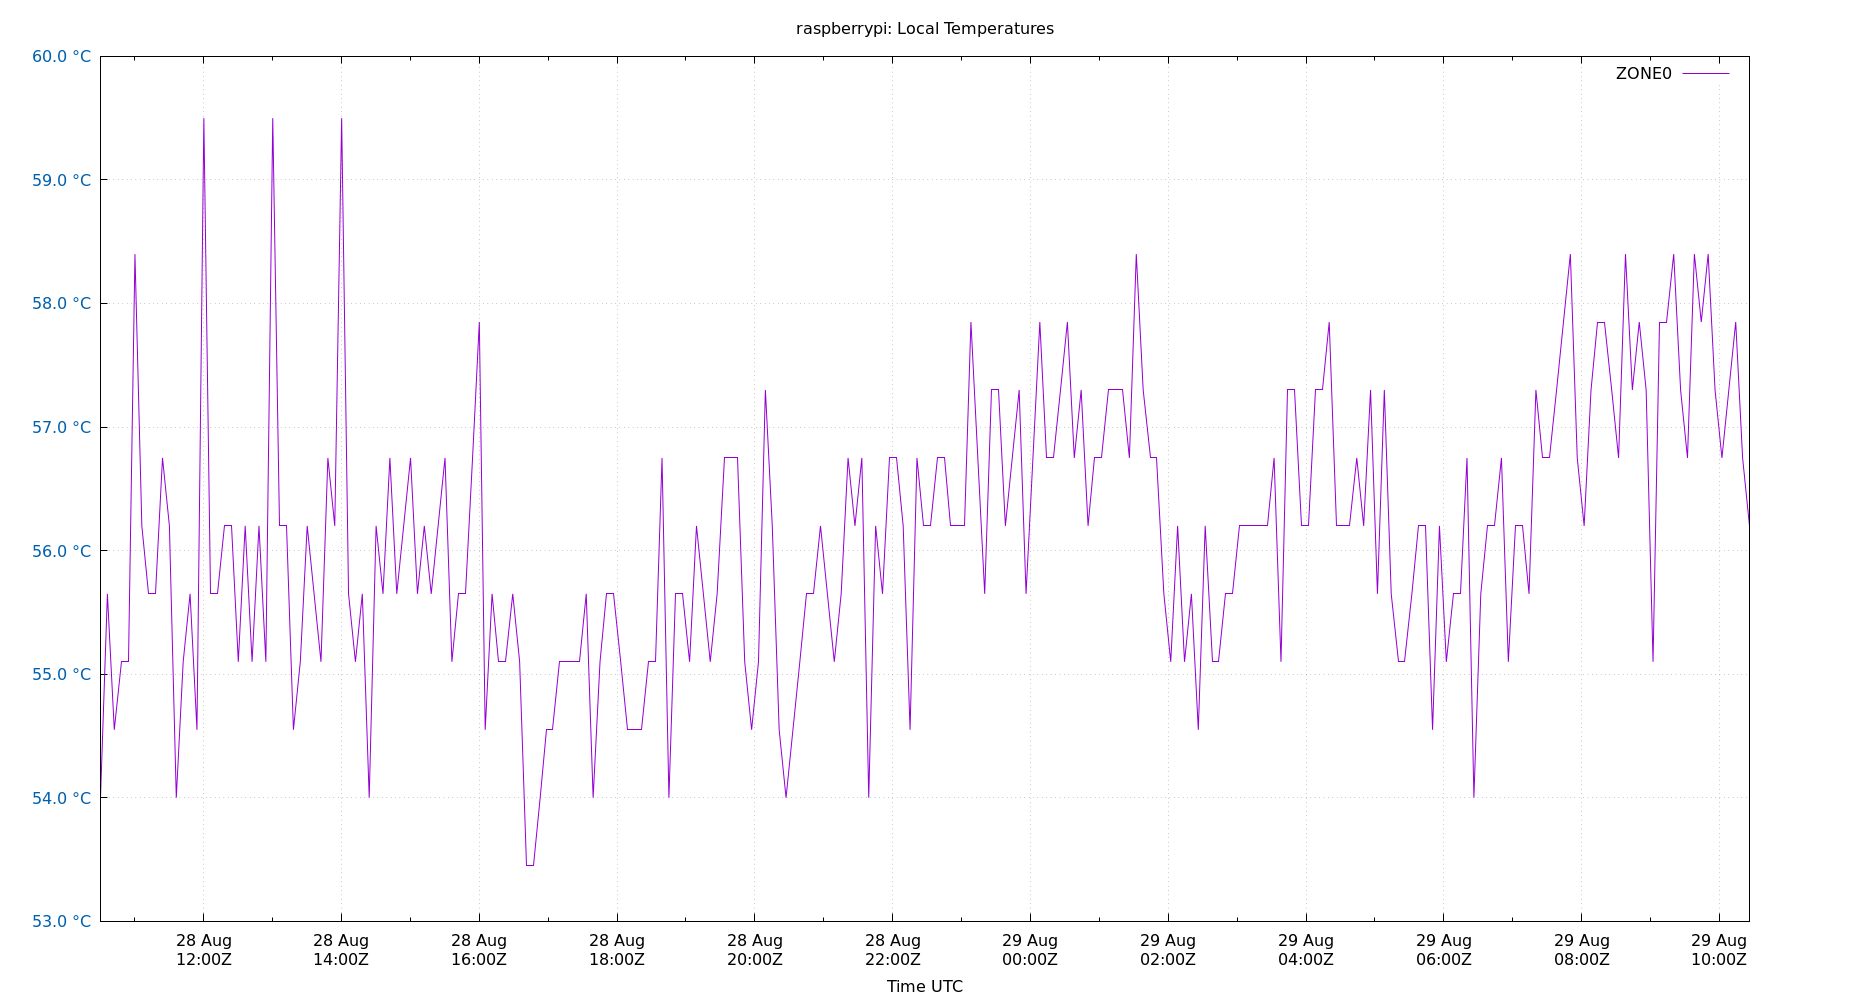 raspberrypi: Local Temperatures
60.0 °C
ZONE0
59.0 °C
58.0 °C
57.0 °C
56.0 °C
55.0 °C
54.0 °C
53.0 °C
28 Aug 28 Aug 28 Aug 28 Aug 28 Aug 28 Aug 29 Aug 29 Aug 29 Aug 29 Aug 29 Aug 29 Aug
12:00Z 14:00Z 16:00Z 18:00Z 20:00Z 22:00Z 00:00Z 02:00Z 04:00Z 06:00Z 08:00Z 10:00Z
Time UTC